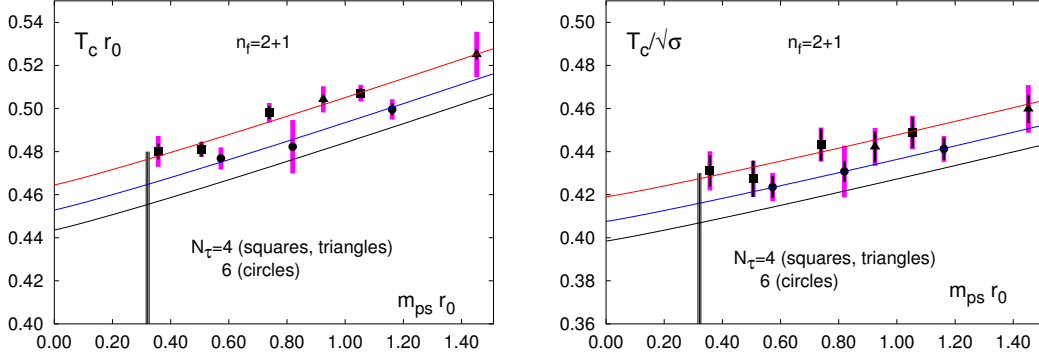 0.54
0.52
0.50
0.48
0.46
0.44
0.42
0.40
T_c r_0
n_f=2+1
N_τ=4 (squares, triangles)
6 (circles)
m_ps r_0
0.00 0.20 0.40 0.60 0.80 1.00 1.20 1.40
0.50
0.48
0.46
0.44
0.42
0.40
0.38
0.36
T_c/√σ
n_f=2+1
N_τ=4 (squares, triangles)
6 (circles)
m_ps r_0
0.00 0.20 0.40 0.60 0.80 1.00 1.20 1.40